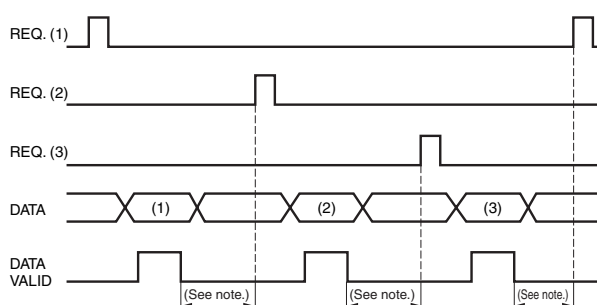 REQ. (1)
REQ. (2)
REQ. (3)
DATA
(1)
(2)
(3)
DATA
VALID
(See note.)
(See note.)
(See note.)